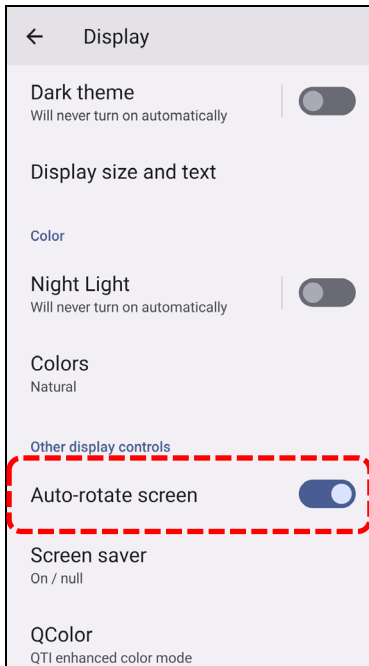 Display
Dark theme
Will never turn on automatically
Display size and text
Color
Night Light
Will never turn on automatically
Colors
Natural
Other display controls
Auto-rotate screen
Screen saver
On / null
QColor
QTI enhanced color mode